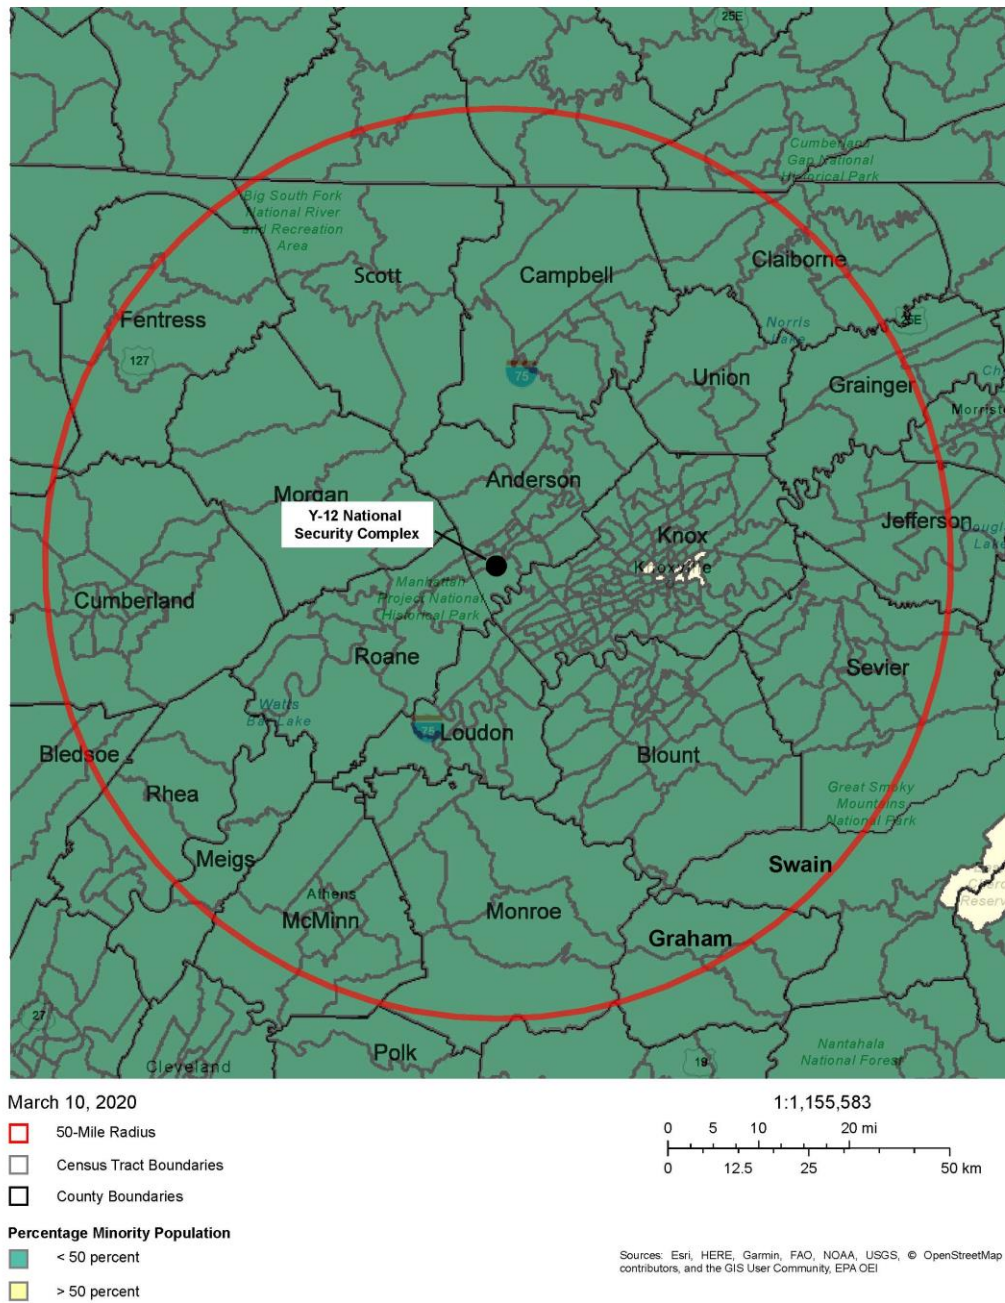 25E
Cumberland
Gap National
Historical Park
Big South Fork
National River
and Recreation
Area
Scott
Campbell
Claiborne
Fentress
127
Norris
Lake
25E
75
Union
Grainger
Morriste
Anderson
Morgan
Y-12 National
Security Complex
Knox
Knoxville
Jefferson
Lake
Cumberland
Manhattan
Project National
Historical Park
Roane
Sevier
Watts
Bar Lake
75
Loudon
Bledsoe
Blount
Rhea
Great Smoky
Mountains
National Park
Meigs
Swain
Athens
McMinn
Monroe
Graham
27
Cleveland
Polk
19
Nantahala
National Forest
March 10, 2020
1:1,155,583
50-Mile Radius
0 5 10 20 mi
Census Tract Boundaries
0 12.5 25 50 km
County Boundaries
Percentage Minority Population
< 50 percent
> 50 percent
Sources: Esri, HERE, Garmin, FAO, NOAA, USGS, © OpenStreetMap
contributors, and the GIS User Community, EPA OEI